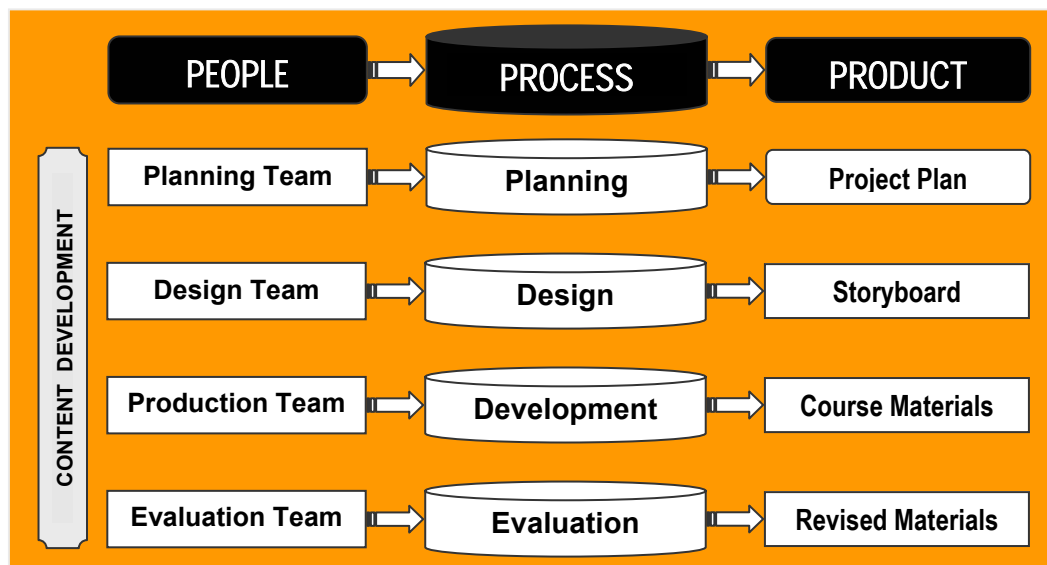 PEOPLE
PROCESS
PRODUCT
CONTENT DEVELOPMENT
Planning Team
Planning
Project Plan
Design Team
Design
Storyboard
Production Team
Development
Course Materials
Evaluation Team
Evaluation
Revised Materials